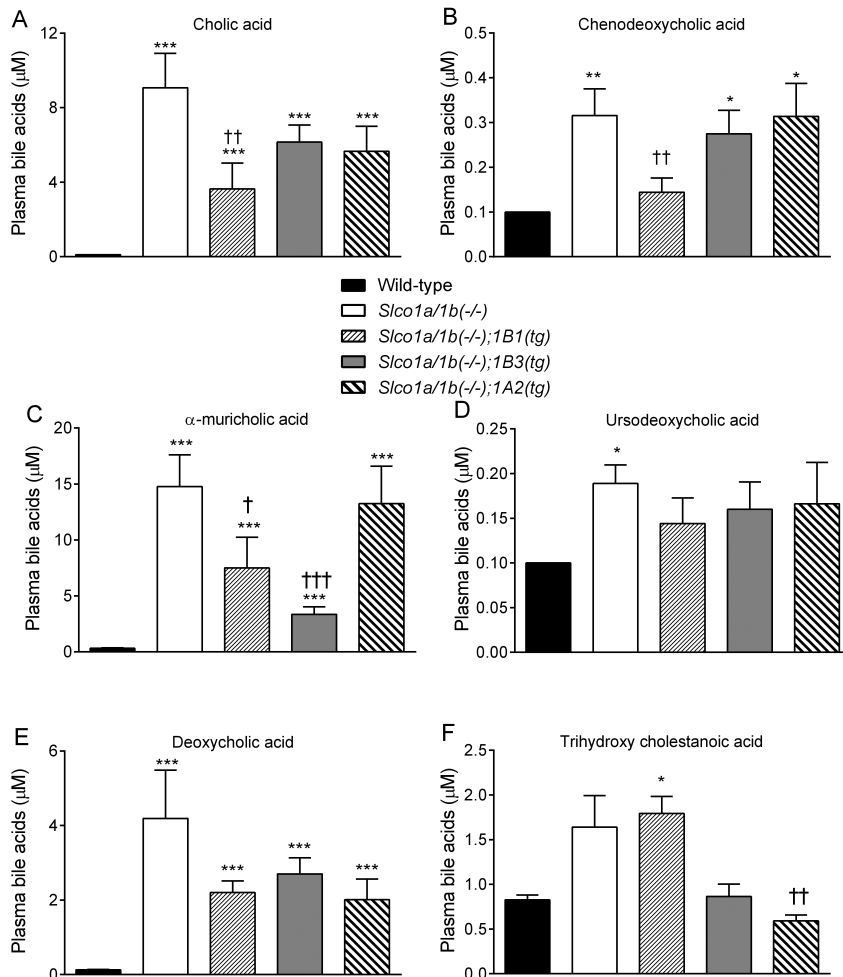 A
Cholic acid
Plasma bile acids (μM)
12
8
4
0
***
††
***
***
***
B
Chenodeoxycholic acid
Plasma bile acids (μM)
0.5
0.4
0.3
0.2
0.1
0.0
**
††
*
*
Wild-type
Slco1a/1b(-/-)
Slco1a/1b(-/-);1B1(tg)
Slco1a/1b(-/-);1B3(tg)
Slco1a/1b(-/-);1A2(tg)
C
α-muricholic acid
Plasma bile acids (μM)
20
15
10
5
0
***
†
***
†††
***
***
D
Ursodeoxycholic acid
Plasma bile acids (μM)
0.25
0.20
0.15
0.10
0.05
0.00
*
E
Deoxycholic acid
Plasma bile acids (μM)
6
4
2
0
***
***
***
***
F
Trihydroxy cholestanoic acid
Plasma bile acids (μM)
2.5
2.0
1.5
1.0
0.5
0.0
*
††